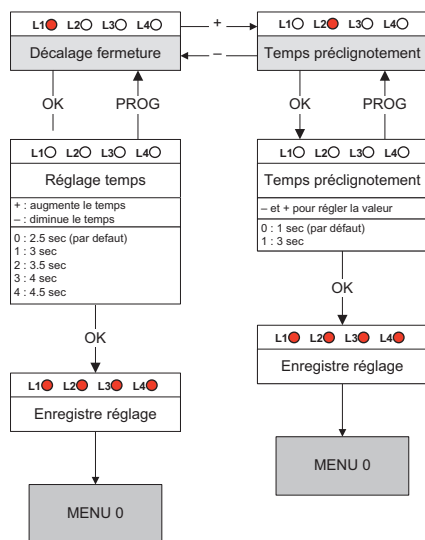 L1 L2 L3 L4
Décalage fermeture
+
–
L1 L2 L3 L4
Temps préclignotement
OK
PROG
OK
PROG
L1 L2 L3 L4
Réglage temps
+ : augmente le temps
– : diminue le temps
0 : 2.5 sec (par defaut)
1 : 3 sec
2 : 3.5 sec
3 : 4 sec
4 : 4.5 sec
L1 L2 L3 L4
Temps préclignotement
– et + pour régler la valeur
0 : 1 sec (par défaut)
1 : 3 sec
OK
OK
L1 L2 L3 L4
Enregistre réglage
L1 L2 L3 L4
Enregistre réglage
MENU 0
MENU 0